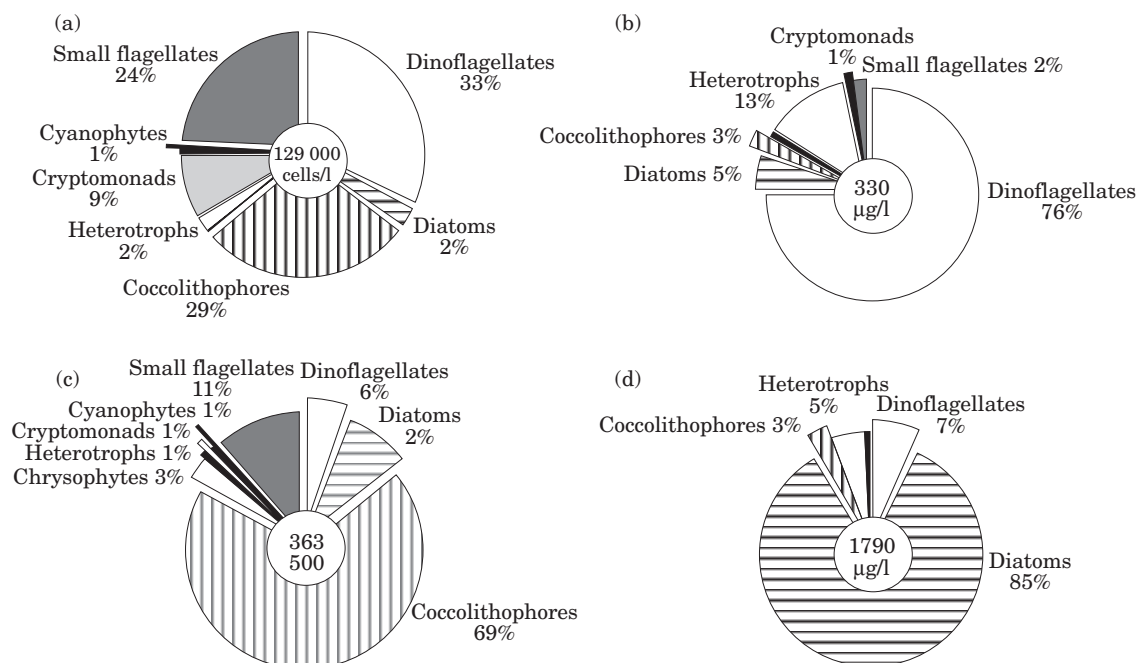 (a)
Small flagellates
24%
Dinoflagellates
33%
Cyanophytes
1%
129 000
cells/l
Cryptomonads
9%
Heterotrophs
2%
Diatoms
2%
Coccolithophores
29%
(b)
Cryptomonads
1%
Small flagellates 2%
Heterotrophs
13%
Coccolithophores 3%
Diatoms 5%
330
µg/l
Dinoflagellates
76%
(c)
Small flagellates
11%
Dinoflagellates
6%
Cyanophytes 1%
Diatoms
2%
Cryptomonads 1%
Heterotrophs 1%
Chrysophytes 3%
363
500
Coccolithophores
69%
(d)
Heterotrophs
5%
Dinoflagellates
7%
Coccolithophores 3%
1790
µg/l
Diatoms
85%